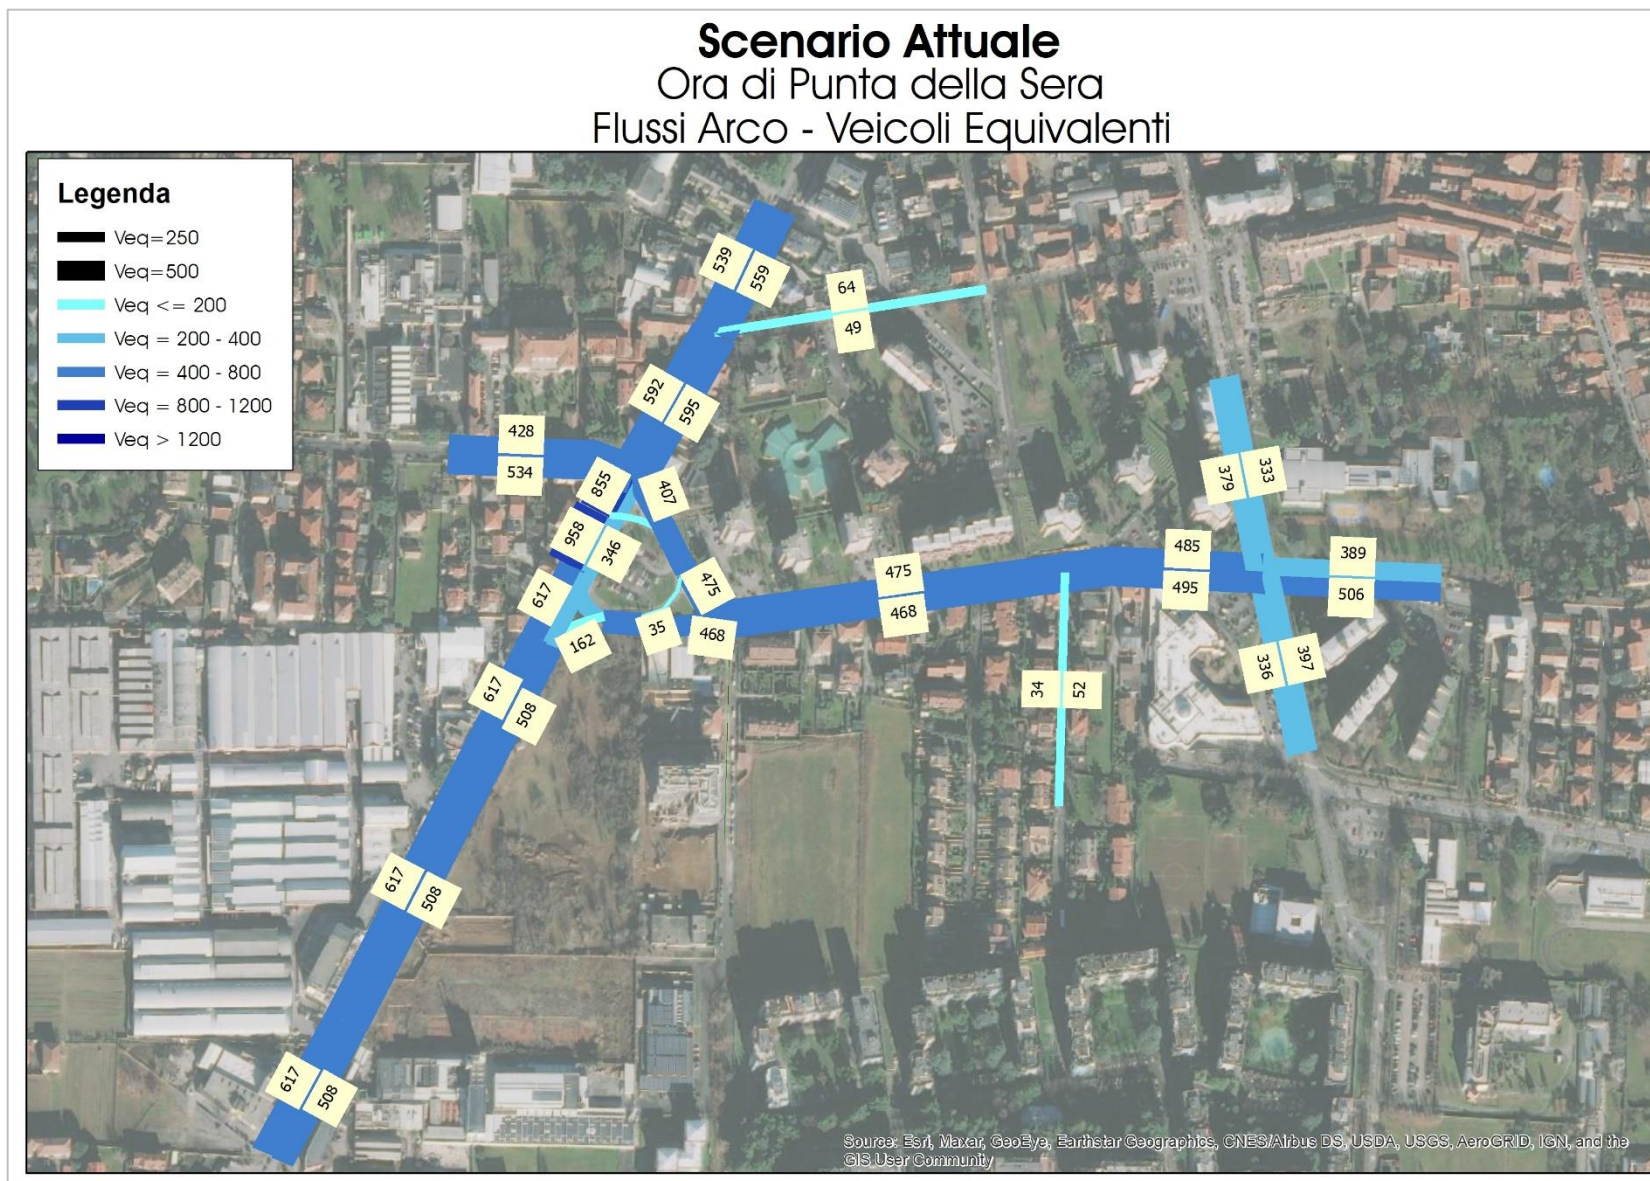 Scenario Attuale
Ora di Punta della Sera
Flussi Arco - Veicoli Equivalenti
Legenda
Veq=250
Veq=500
Veq <= 200
Veq = 200 - 400
Veq = 400 - 800
Veq = 800 - 1200
Veq > 1200
539
559
64
49
592
595
428
534
855
407
958
346
617
475
162
35
468
475
468
485
495
379
333
389
506
336
397
34
52
617
508
617
508
617
508
Source: Esri, Maxar, GeoEye, Earthstar Geographics, CNES/Airbus DS, USDA, USGS, AeroGRID, IGN, and the
GIS User Community